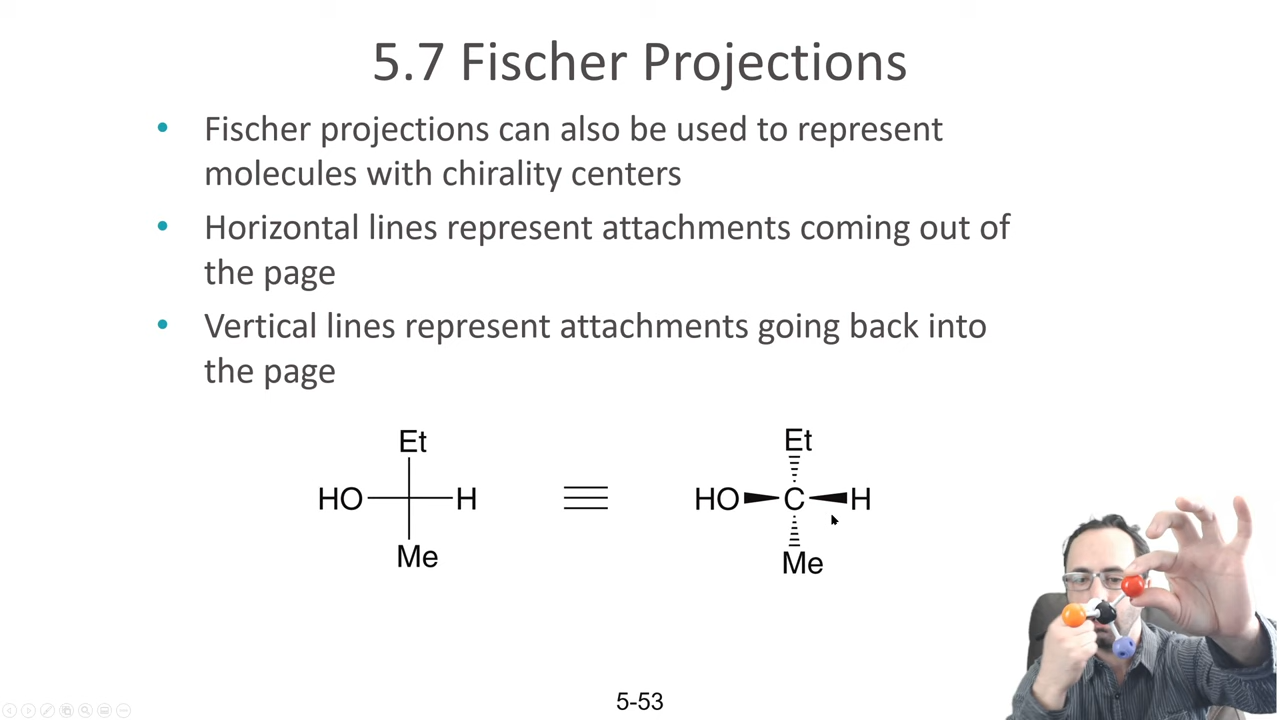 5.7 Fischer Projections
• Fischer projections can also be used to represent
molecules with chirality centers
• Horizontal lines represent attachments coming out of
the page
• Vertical lines represent attachments going back into
the page
Et
HO H
Me
Et
HO C H
Me
5-53